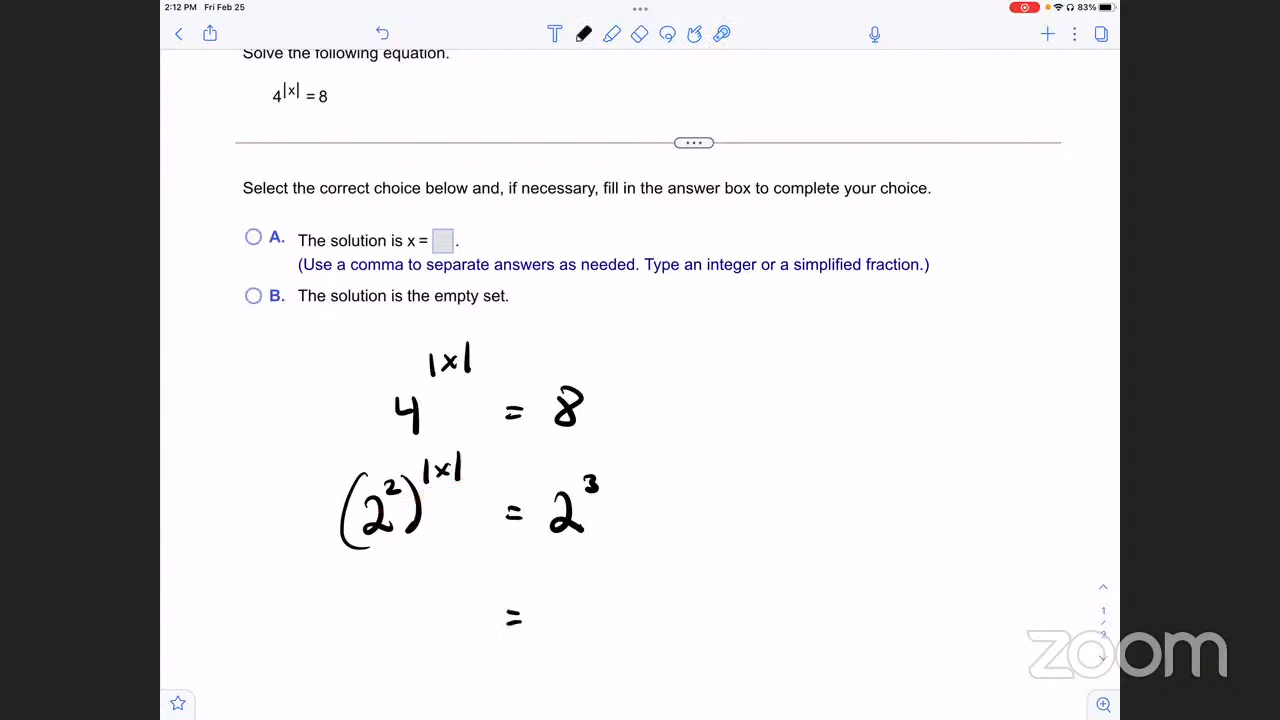 2:12 PM Fri Feb 25 83%
Solve the following equation.
4^|x| = 8
Select the correct choice below and, if necessary, fill in the answer box to complete your choice.
A. The solution is x = .
(Use a comma to separate answers as needed. Type an integer or a simplified fraction.)
B. The solution is the empty set.
4^|x| = 8
(2^2)^|x| = 2^3
=
1
/
zoom